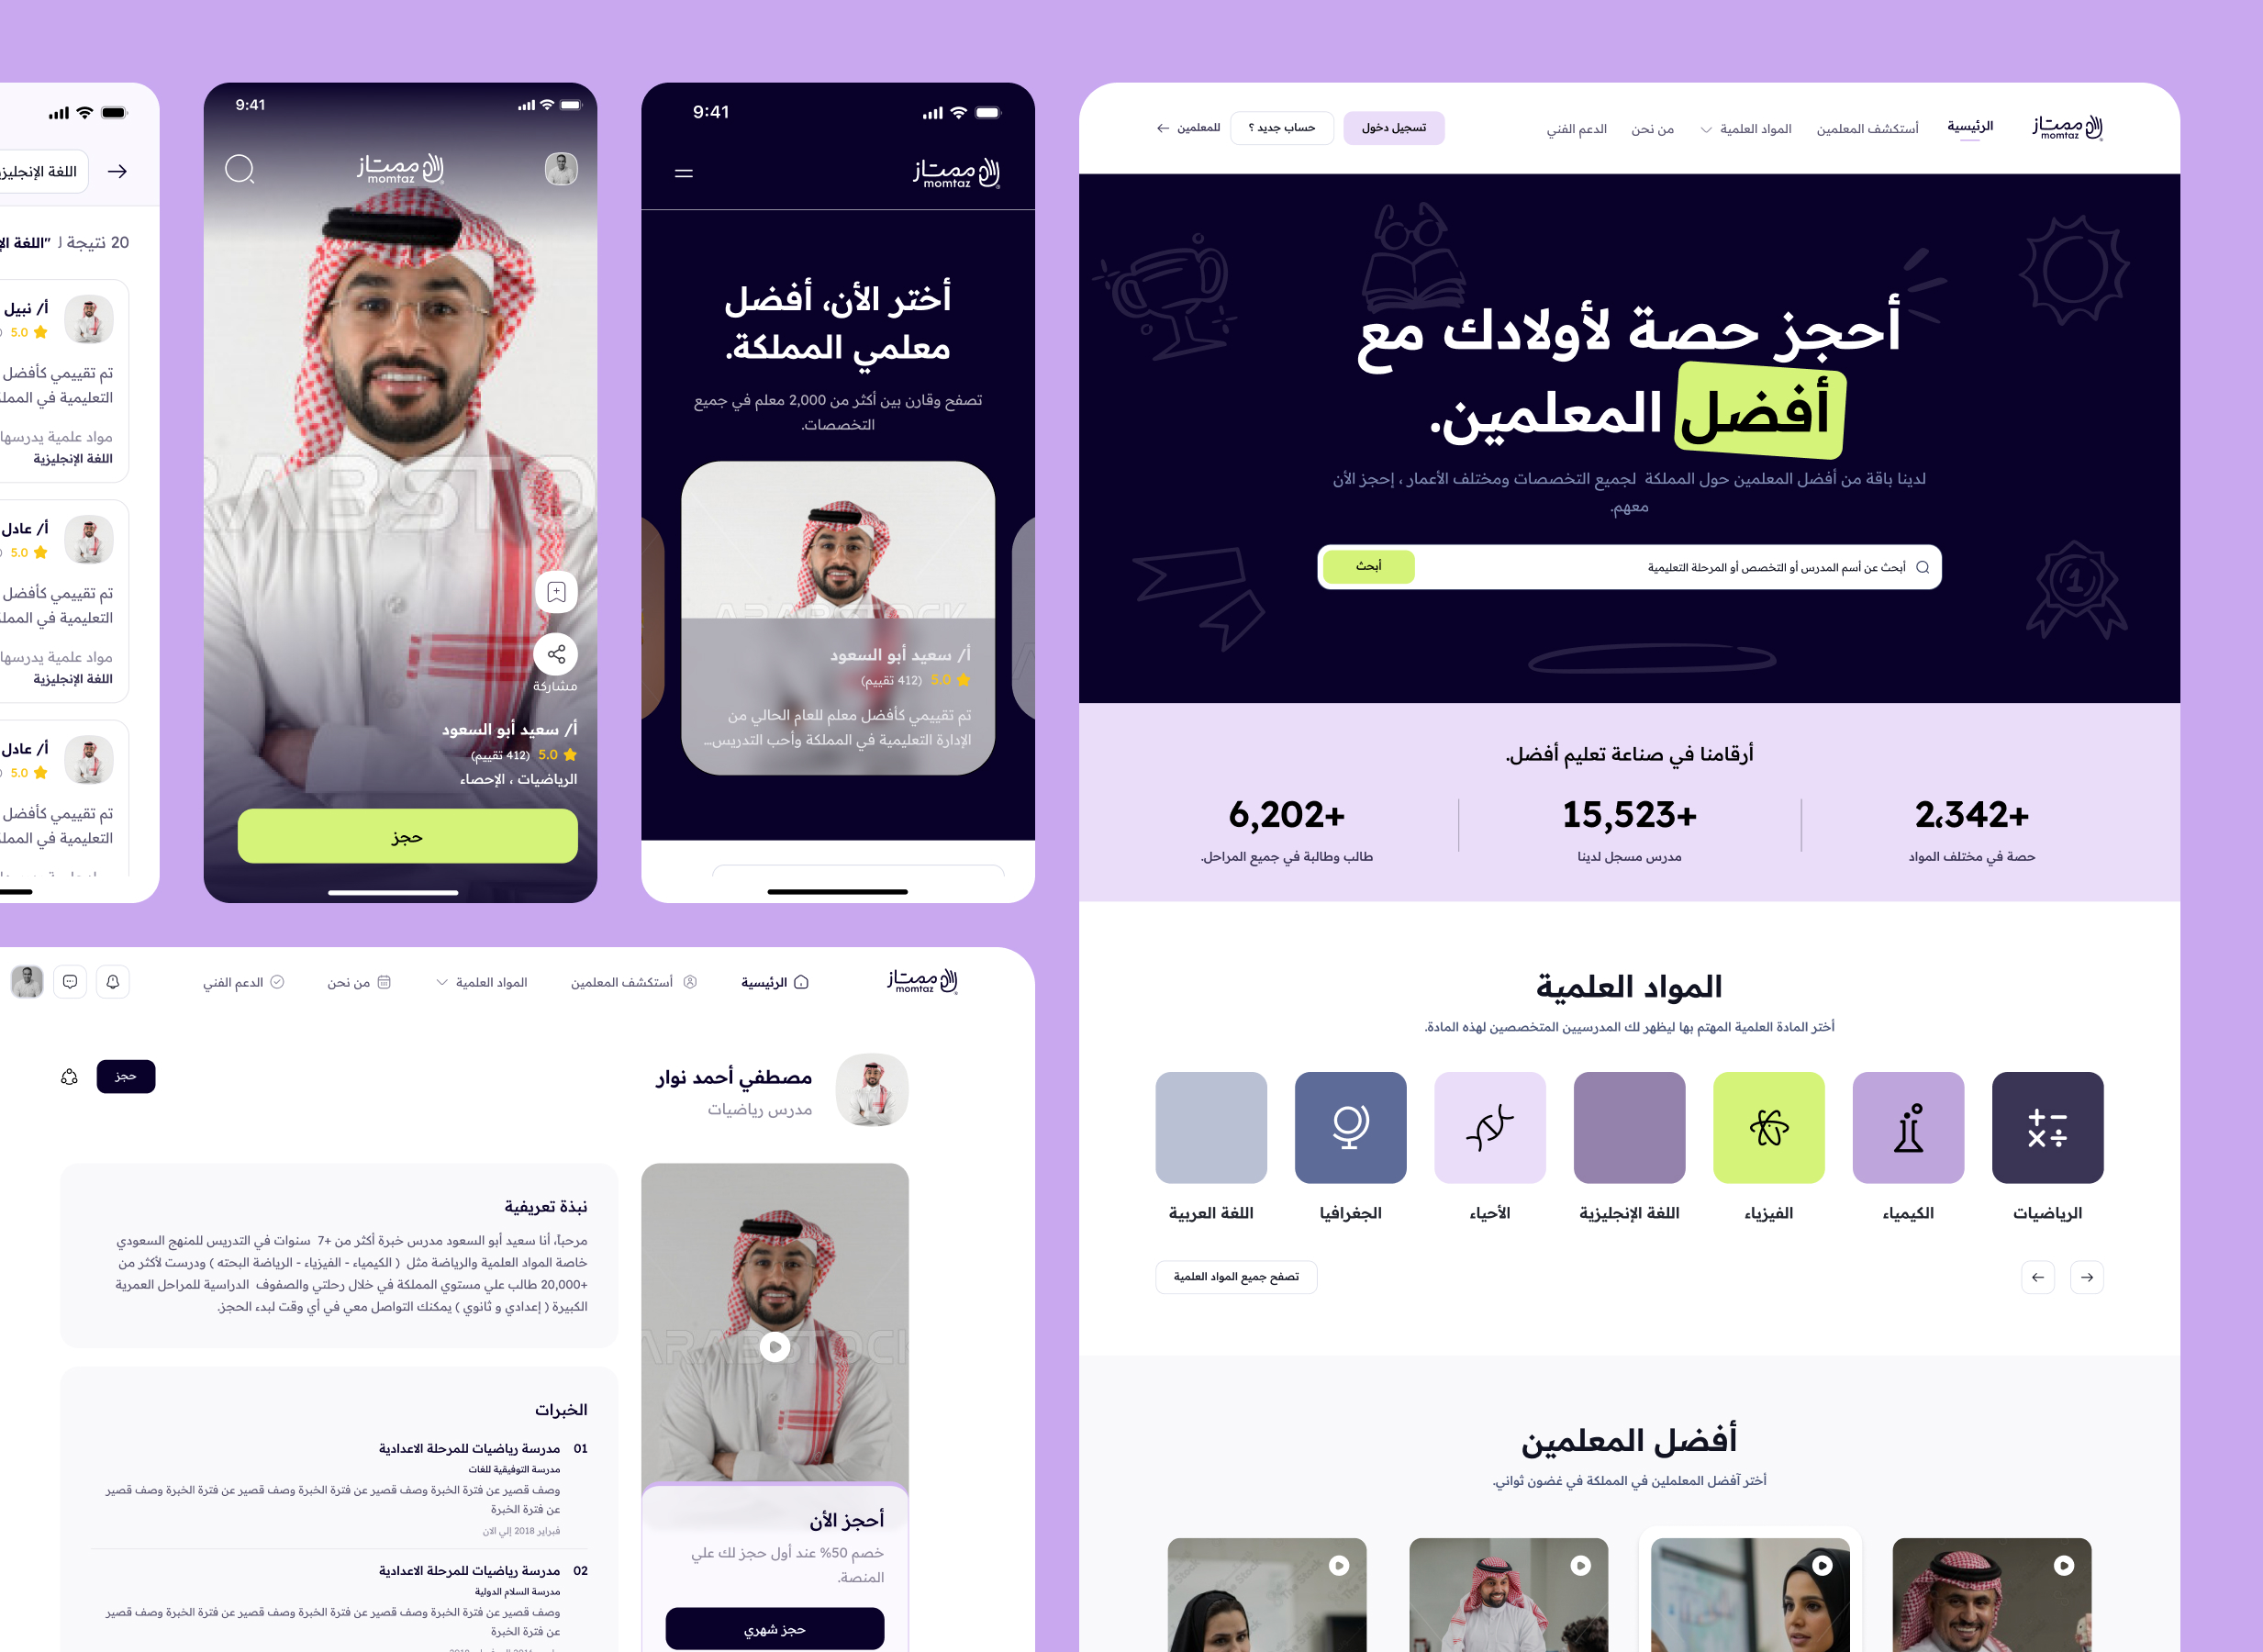 ممتاز
momtaz
الرئيسية
أستكشف المعلمين
المواد العلمية
من نحن
الدعم الفني
تسجيل دخول
حساب جديد ؟
للمعلمين
أحجز حصة لأولادك مع
أفضل المعلمين.
لدينا باقة من أفضل المعلمين حول المملكة لجميع التخصصات ومختلف الأعمار ، إحجز الأن
معهم.
أبحث عن أسم المدرس أو التخصص أو المرحلة التعليمية
أبحث
أرقامنا في صناعة تعليم أفضل.
2،342+
حصة في مختلف المواد
15,523+
مدرس مسجل لدينا
6,202+
طالب وطالبة في جميع المراحل.
المواد العلمية
أختر المادة العلمية المهتم بها ليظهر لك المدرسيين المتخصصين لهذه المادة.
الرياضيات
الكيمياء
الفيزياء
اللغة الإنجليزية
الأحياء
الجغرافيا
اللغة العربية
تصفح جميع المواد العلمية
أفضل المعلمين
أختر أفضل المعلملين في المملكة في غضون ثواني.
9:41
ممتاز
momtaz
أختر الأن، أفضل
معلمي المملكة.
تصفح وقارن بين أكثر من 2,000 معلم في جميع
التخصصات.
ARABSTOCK
أ/ سعيد أبو السعود
5.0 (412 تقييم)
تم تقييمي كأفضل معلم للعام الحالي من
الإدارة التعليمية في المملكة وأحب التدريس...
9:41
ممتاز
momtaz
ARABSTO
مشاركة
أ/ سعيد أبو السعود
5.0 (412 تقييم)
الرياضيات ، الإحصاء
حجز
اللغة الإنجليز
20 نتيجة لـ "اللغة الإ
أ/ نبيل
5.0
تم تقييمي كأفضل
التعليمية في المملك
مواد علمية يدرسها
اللغة الإنجليزية
أ/ عادل
5.0
تم تقييمي كأفضل
التعليمية في المملك
مواد علمية يدرسها
اللغة الإنجليزية
أ/ عادل
5.0
تم تقييمي كأفضل
التعليمية في المملك
ممتاز
momtaz
الرئيسية
أستكشف المعلمين
المواد العلمية
من نحن
الدعم الفني
مصطفي أحمد نوار
مدرس رياضيات
حجز
ARABSTOCK
أحجز الأن
خصم 50% عند أول حجز لك علي
المنصة.
حجز شهري
نبذة تعريفية
مرحباً، أنا سعيد أبو السعود مدرس خبرة أكثر من +7 سنوات في التدريس للمنهج السعودي
خاصة المواد العلمية والرياضة مثل ( الكيمياء - الفيزياء - الرياضة البحته ) ودرست لأكثر من
+20,000 طالب علي مستوي المملكة في خلال رحلتي والصفوف الدراسية للمراحل العمرية
الكبيرة ( إعدادي و ثانوي ) يمكنك التواصل معي في أي وقت لبدء الحجز.
الخبرات
01 مدرسة رياضيات للمرحلة الاعدادية
مدرسة التوفيقية للغات
وصف قصير عن فترة الخبرة وصف قصير عن فترة الخبرة وصف قصير عن فترة الخبرة وصف قصير
عن فترة الخبرة
فبراير 2018 إلي الان
02 مدرسة رياضيات للمرحلة الاعدادية
مدرسة السلام الدولية
وصف قصير عن فترة الخبرة وصف قصير عن فترة الخبرة وصف قصير عن فترة الخبرة وصف قصير
عن فترة الخبرة